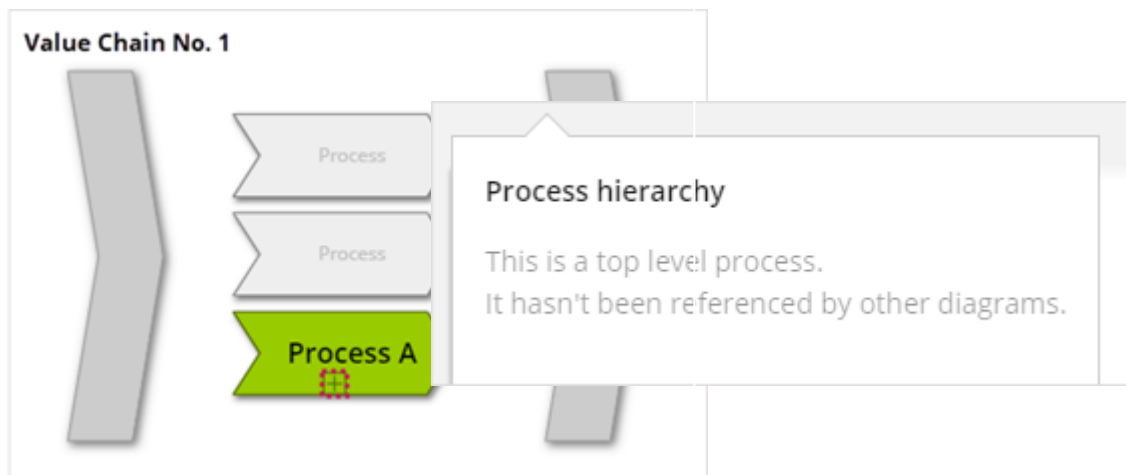 Value Chain No. 1
Process
Process
Process A
Process hierarchy
This is a top level process.
It hasn't been referenced by other diagrams.